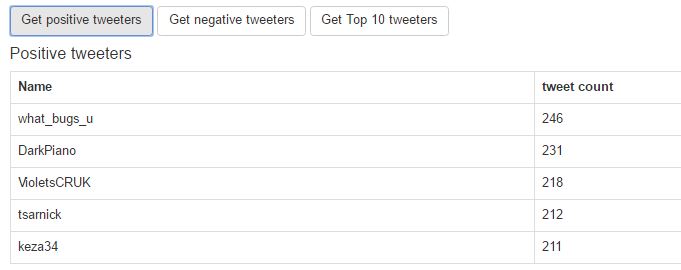 Get positive tweeters Get negative tweeters Get Top 10 tweeters
Positive tweeters
Name tweet count
what_bugs_u 246
DarkPiano 231
VioletsCRUK 218
tsarnick 212
keza34 211